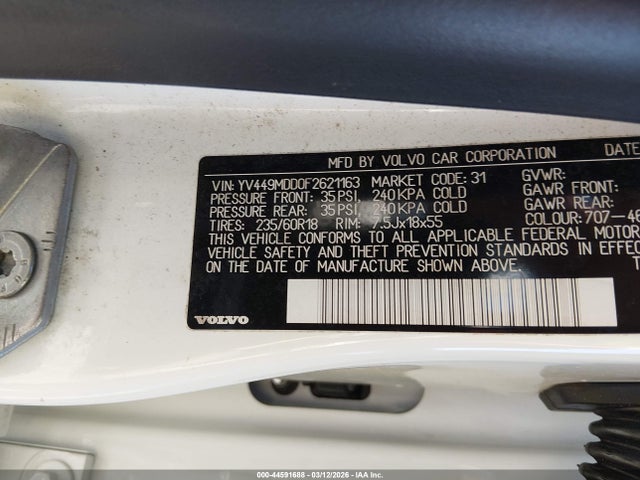 MFD BY VOLVO CAR CORPORATION DATE
VIN: YV449MDD0F2621163 MARKET CODE: 31 GVWR:
PRESSURE FRONT: 35PSI, 240KPA COLD GAWR FRONT:
PRESSURE REAR: 35PSI, 240KPA COLD GAWR REAR:
TIRES: 235/60R18 RIM: 7.5Jx18x55 COLOUR: 707-46
THIS VEHICLE CONFORMS TO ALL APPLICABLE FEDERAL MOTOR
VEHICLE SAFETY AND THEFT PREVENTION STANDARDS IN EFFEC
ON THE DATE OF MANUFACTURE SHOWN ABOVE.
VOLVO
000-44591688 - 03/12/2026 - IAA Inc.